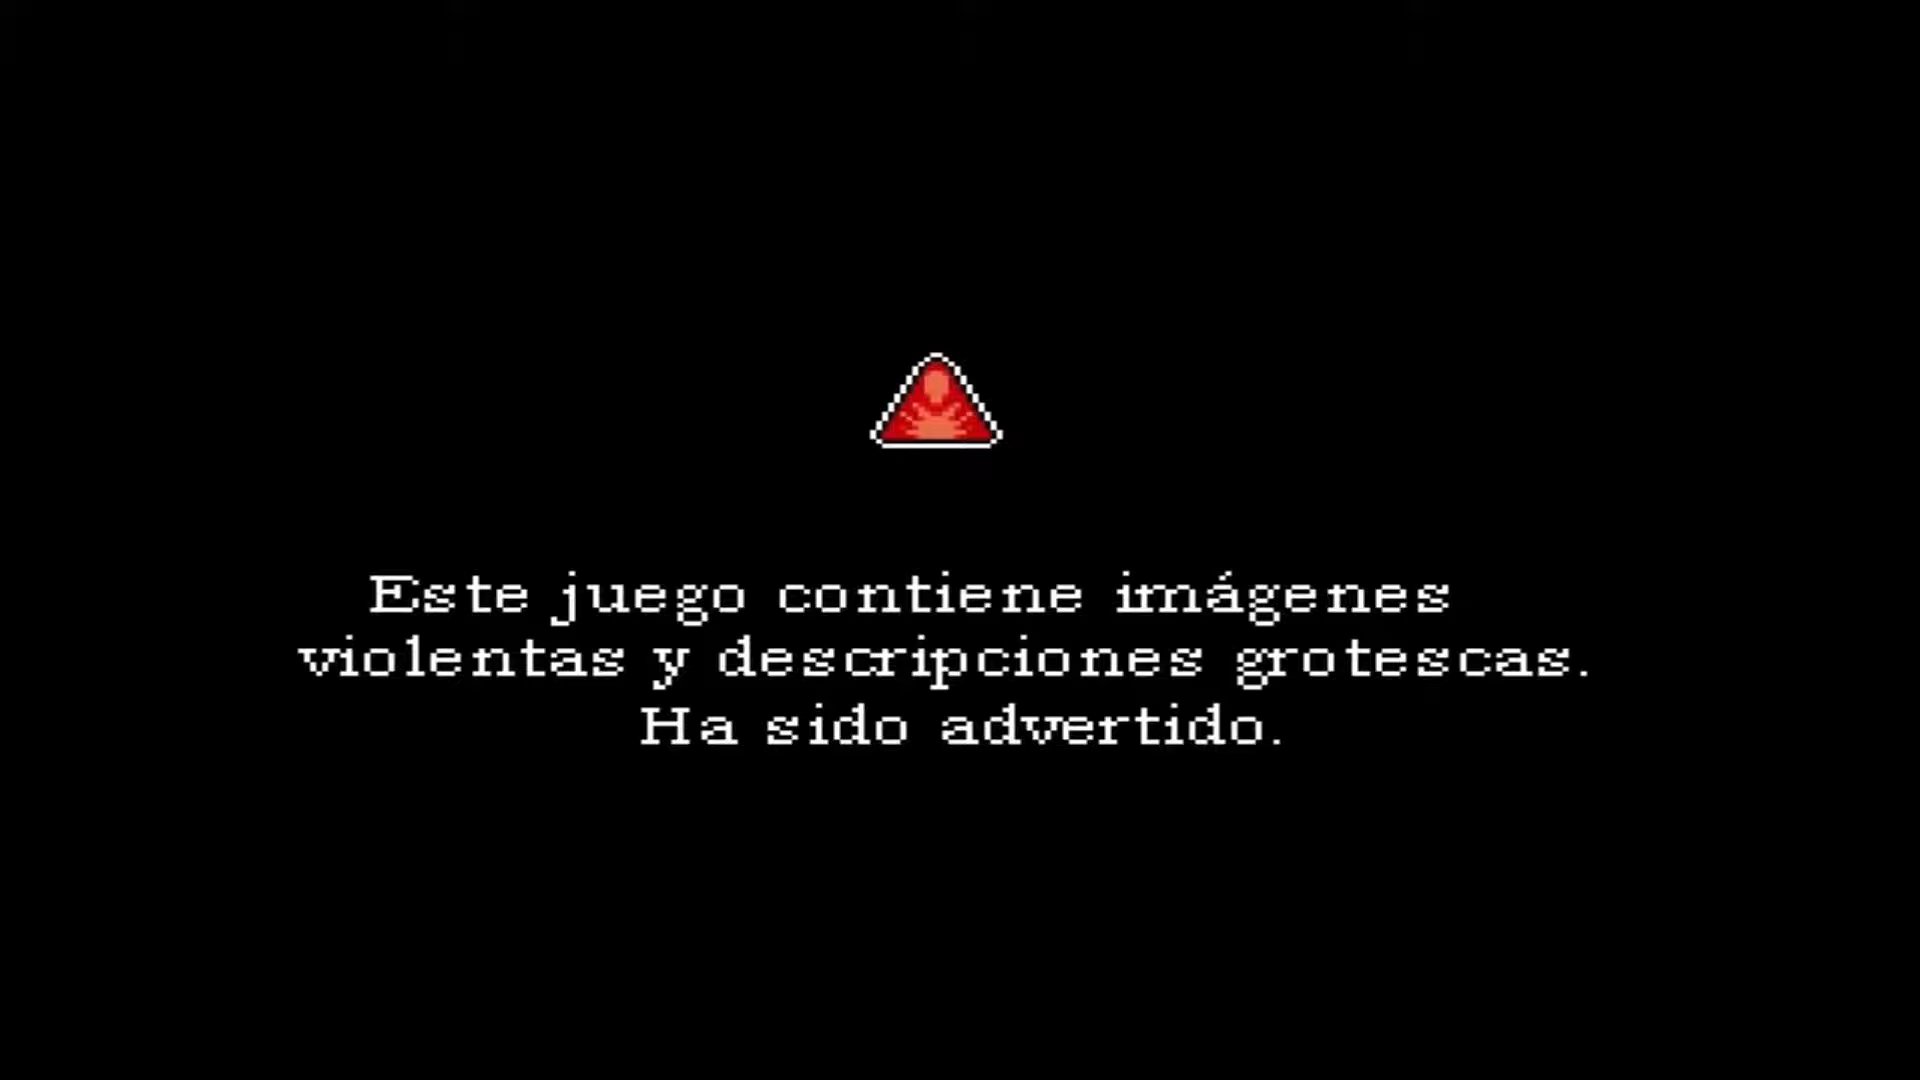 Este juego contiene imágenes
violentas y descripciones grotescas.
Ha sido advertido.